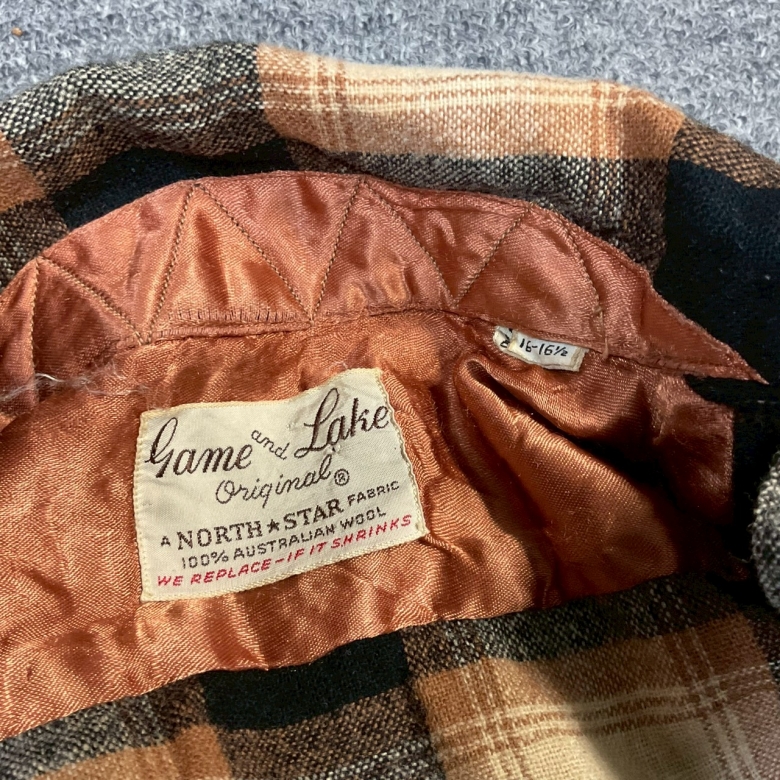 16-16½
Game and Lake
Original®
A NORTH★STAR FABRIC
100% AUSTRALIAN WOOL
WE REPLACE-IF IT SHRINKS